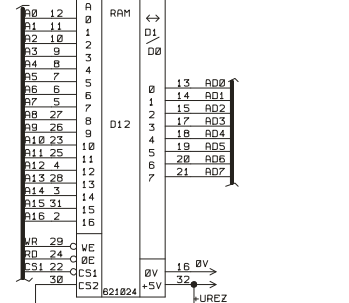 A RAM
A0 12 0 ↔
A1 11 1 D1
A2 10 2 / D0
A3 9 3
A4 8 4
A5 7 5 0 13 AD0
A6 6 6 1 14 AD1
A7 5 7 2 15 AD2
A8 27 8 D12 3 17 AD3
A9 26 9 4 18 AD4
A10 23 10 5 19 AD5
A11 25 11 6 20 AD6
A12 4 12 7 21 AD7
A13 28 13
A14 3 14
A15 31 15
A16 2 16
WR 29 WE
RD 24 OE
CS1 22 CS1 0V 16 0V
30 CS2 +5V 32
621024 +UREZ